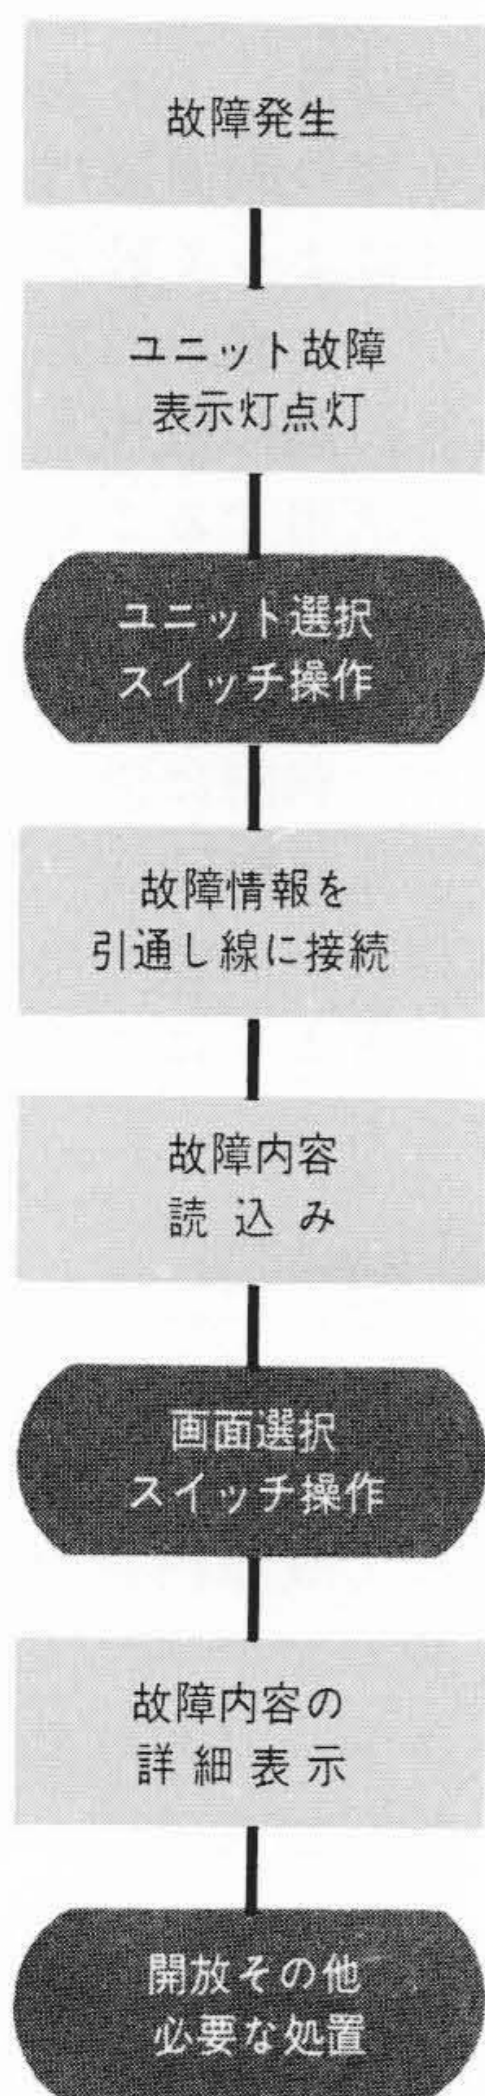 故障発生
ユニット故障
表示灯点灯
ユニット選択
スイッチ操作
故障情報を
引通し線に接続
故障内容
読込み
画面選択
スイッチ操作
故障内容の
詳細表示
開放その他
必要な処置